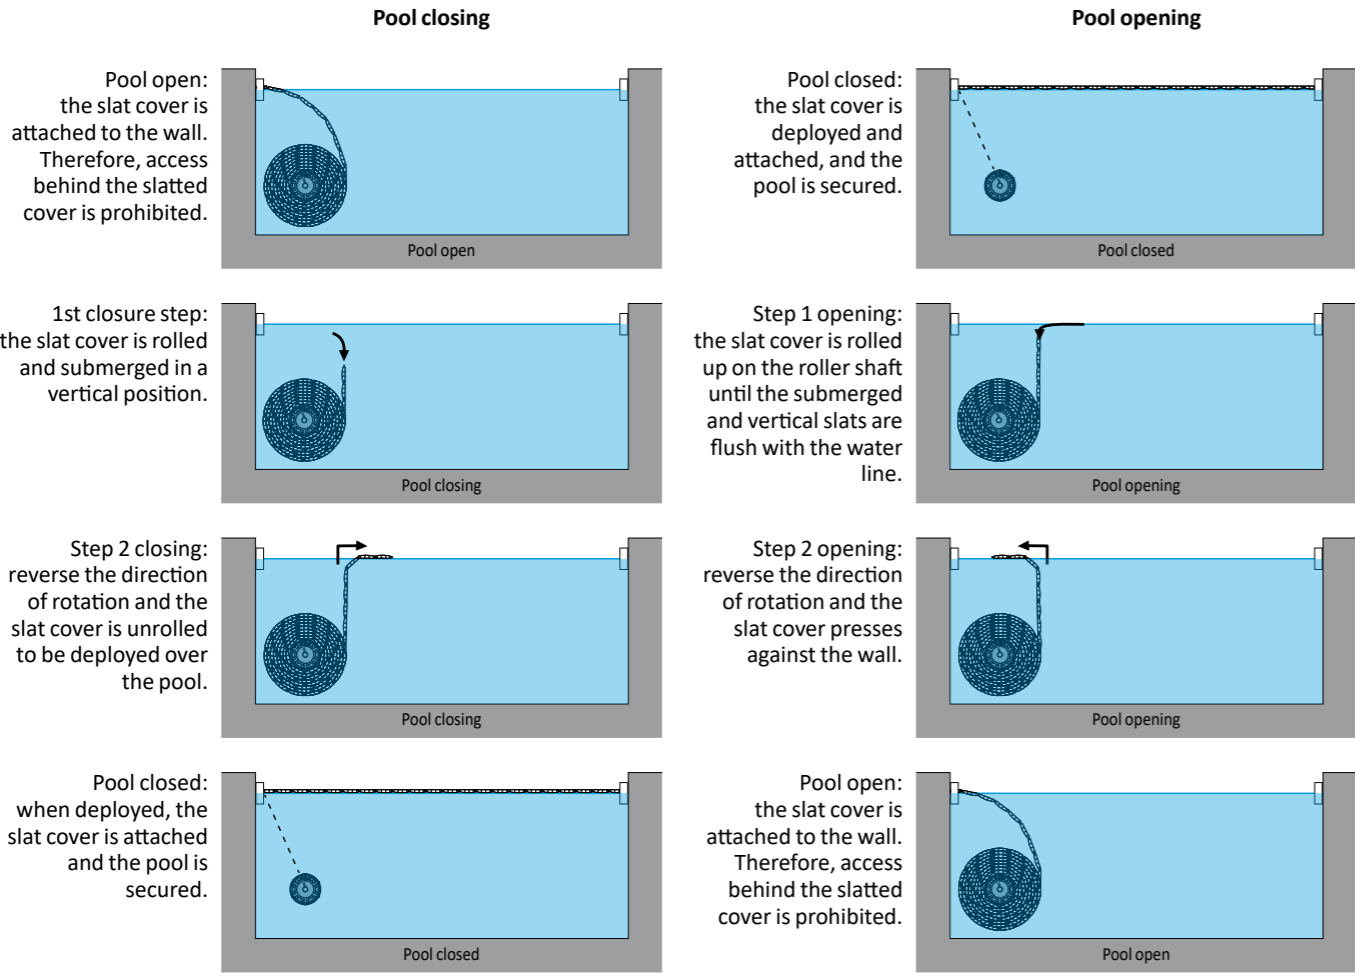 Pool closing
Pool open:
the slat cover is
attached to the wall.
Therefore, access
behind the slatted
cover is prohibited.
Pool open
1st closure step:
the slat cover is rolled
and submerged in a
vertical position.
Pool closing
Step 2 closing:
reverse the direction
of rotation and the
slat cover is unrolled
to be deployed over
the pool.
Pool closing
Pool closed:
when deployed, the
slat cover is attached
and the pool is
secured.
Pool closed
Pool opening
Pool closed:
the slat cover is
deployed and
attached, and the
pool is secured.
Pool closed
Step 1 opening:
the slat cover is rolled
up on the roller shaft
until the submerged
and vertical slats are
flush with the water
line.
Pool opening
Step 2 opening:
reverse the direction
of rotation and the
slat cover presses
against the wall.
Pool opening
Pool open:
the slat cover is
attached to the wall.
Therefore, access
behind the slatted
cover is prohibited.
Pool open